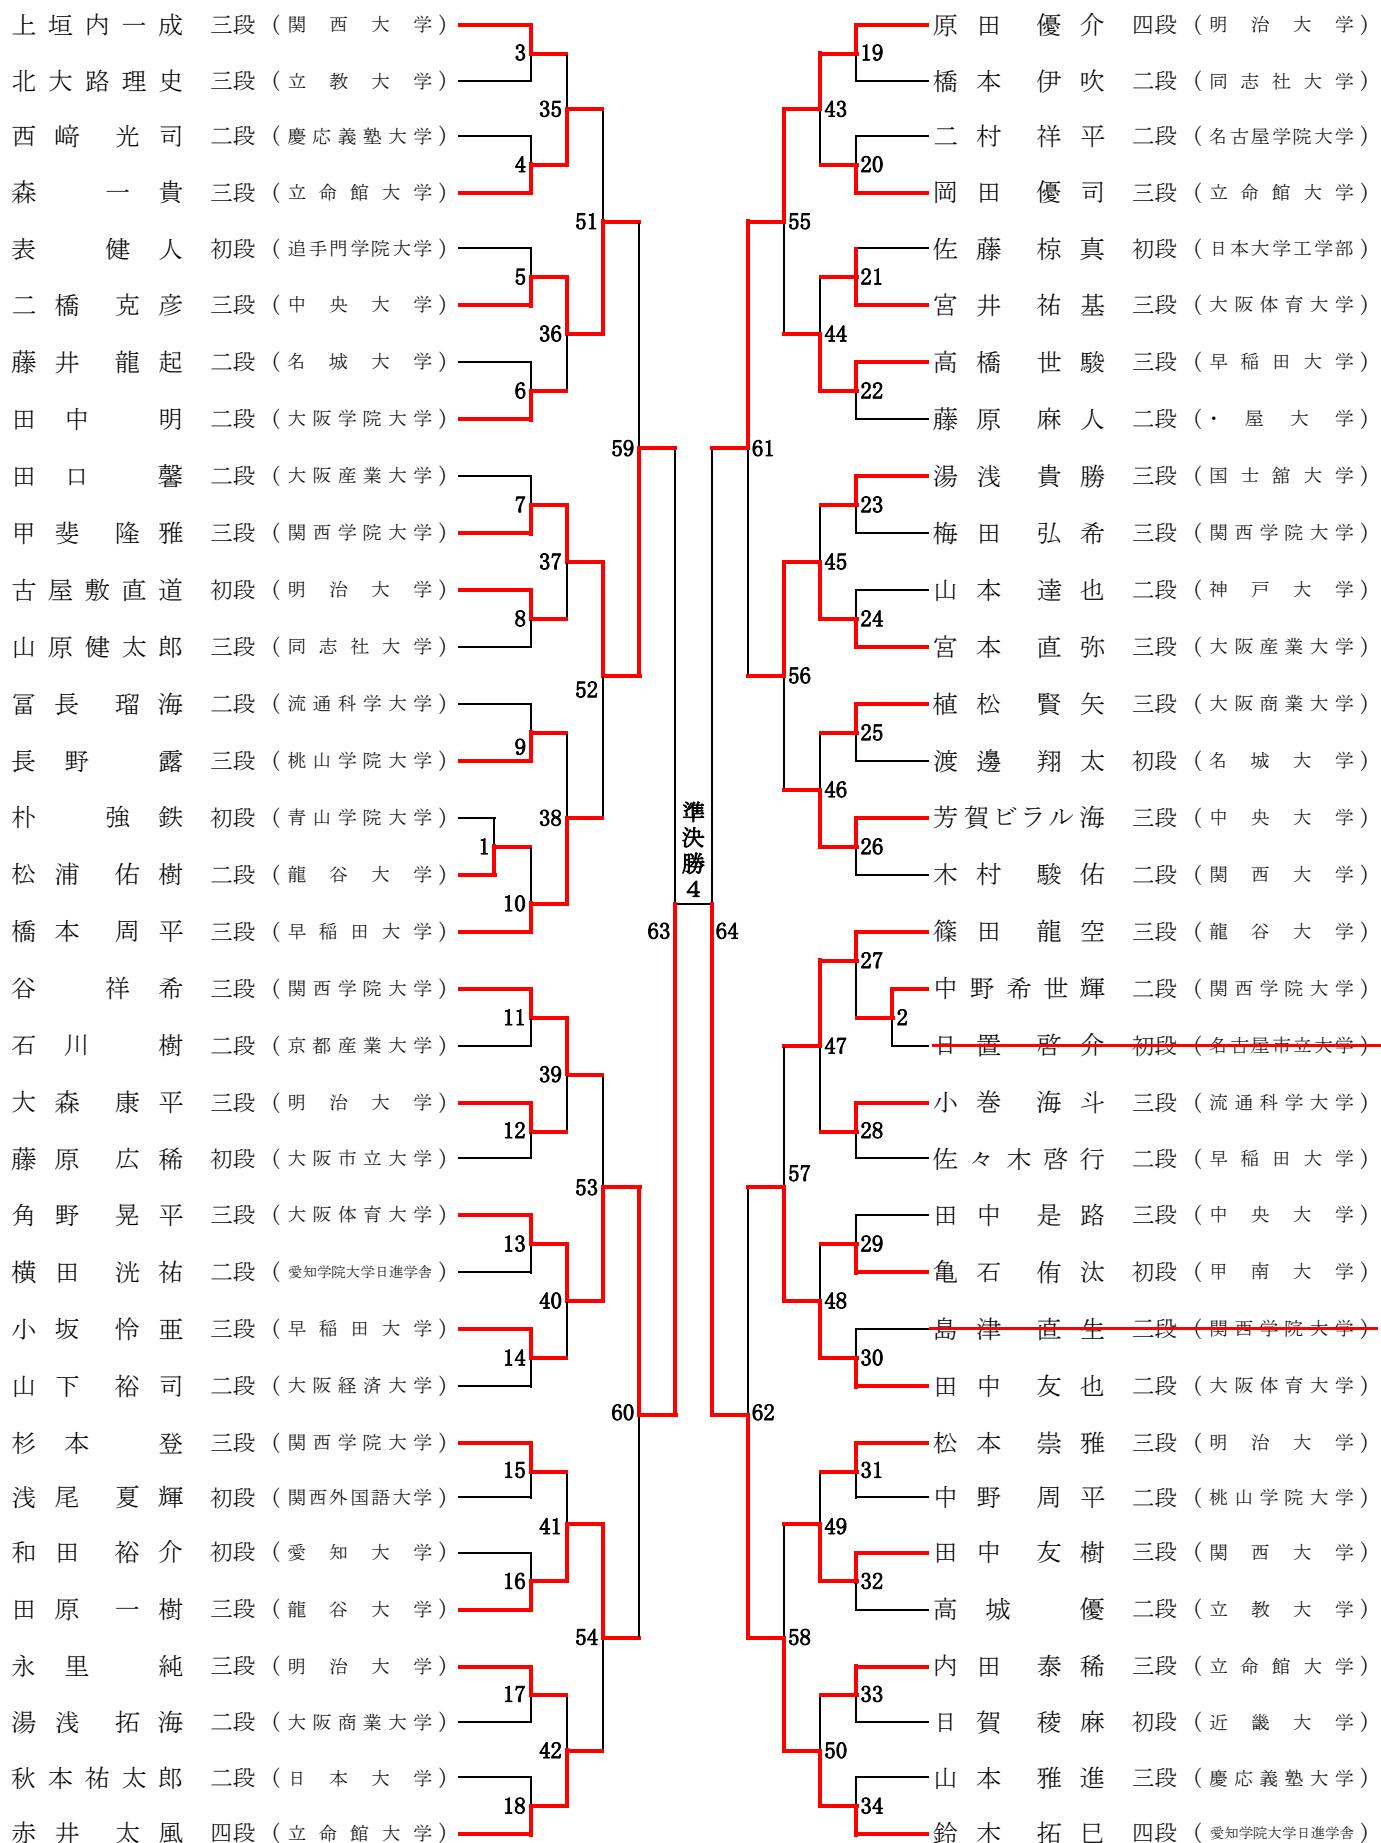 上垣内一成 三段 (関西大学)
3
北大路理史 三段 (立教大学)
35
西﨑光司 二段 (慶応義塾大学)
4
森一貴 三段 (立命館大学)
51
表健人 初段 (追手門学院大学)
5
二橋克彦 三段 (中央大学)
36
藤井龍起 二段 (名城大学)
6
田中明 二段 (大阪学院大学)
59
田口馨 二段 (大阪産業大学)
7
甲斐隆雅 三段 (関西学院大学)
37
古屋敷直道 初段 (明治大学)
8
山原健太郎 三段 (同志社大学)
52
冨長瑠海 二段 (流通科学大学)
9
長野露 三段 (桃山学院大学)
38
朴強鉄 初段 (青山学院大学)
1
松浦佑樹 二段 (龍谷大学)
10
橋本周平 三段 (早稲田大学)
63
谷祥希 三段 (関西学院大学)
11
石川樹 二段 (京都産業大学)
39
大森康平 三段 (明治大学)
12
藤原広稀 初段 (大阪市立大学)
53
角野晃平 三段 (大阪体育大学)
13
横田洸祐 二段 (愛知学院大学日進学舎)
40
小坂怜亜 三段 (早稲田大学)
14
山下裕司 二段 (大阪経済大学)
60
杉本登 三段 (関西学院大学)
15
浅尾夏輝 初段 (関西外国語大学)
41
和田裕介 初段 (愛知大学)
16
田原一樹 三段 (龍谷大学)
54
永里純 三段 (明治大学)
17
湯浅拓海 二段 (大阪商業大学)
42
秋本祐太郎 二段 (日本大学)
18
赤井太風 四段 (立命館大学)
準決勝4
原田優介 四段 (明治大学)
19
橋本伊吹 二段 (同志社大学)
43
二村祥平 二段 (名古屋学院大学)
20
岡田優司 三段 (立命館大学)
55
佐藤椋真 初段 (日本大学工学部)
21
宮井祐基 三段 (大阪体育大学)
44
高橋世駿 三段 (早稲田大学)
22
藤原麻人 二段 (・屋大学)
61
湯浅貴勝 三段 (国士舘大学)
23
梅田弘希 三段 (関西学院大学)
45
山本達也 二段 (神戸大学)
24
宮本直弥 三段 (大阪産業大学)
56
植松賢矢 三段 (大阪商業大学)
25
渡邊翔太 初段 (名城大学)
46
芳賀ビラル海 三段 (中央大学)
26
木村駿佑 二段 (関西大学)
64
篠田龍空 三段 (龍谷大学)
27
中野希世輝 二段 (関西学院大学)
2
日置啓介 初段 (名古屋市立大学)
47
小巻海斗 三段 (流通科学大学)
28
佐々木啓行 二段 (早稲田大学)
57
田中是路 三段 (中央大学)
29
亀石侑汰 初段 (甲南大学)
48
島津直生 二段 (関西学院大学)
30
田中友也 二段 (大阪体育大学)
62
松本崇雅 三段 (明治大学)
31
中野周平 二段 (桃山学院大学)
49
田中友樹 三段 (関西大学)
32
高城優 二段 (立教大学)
58
内田泰稀 三段 (立命館大学)
33
日賀稜麻 初段 (近畿大学)
50
山本雅進 三段 (慶応義塾大学)
34
鈴木拓巳 四段 (愛知学院大学日進学舎)